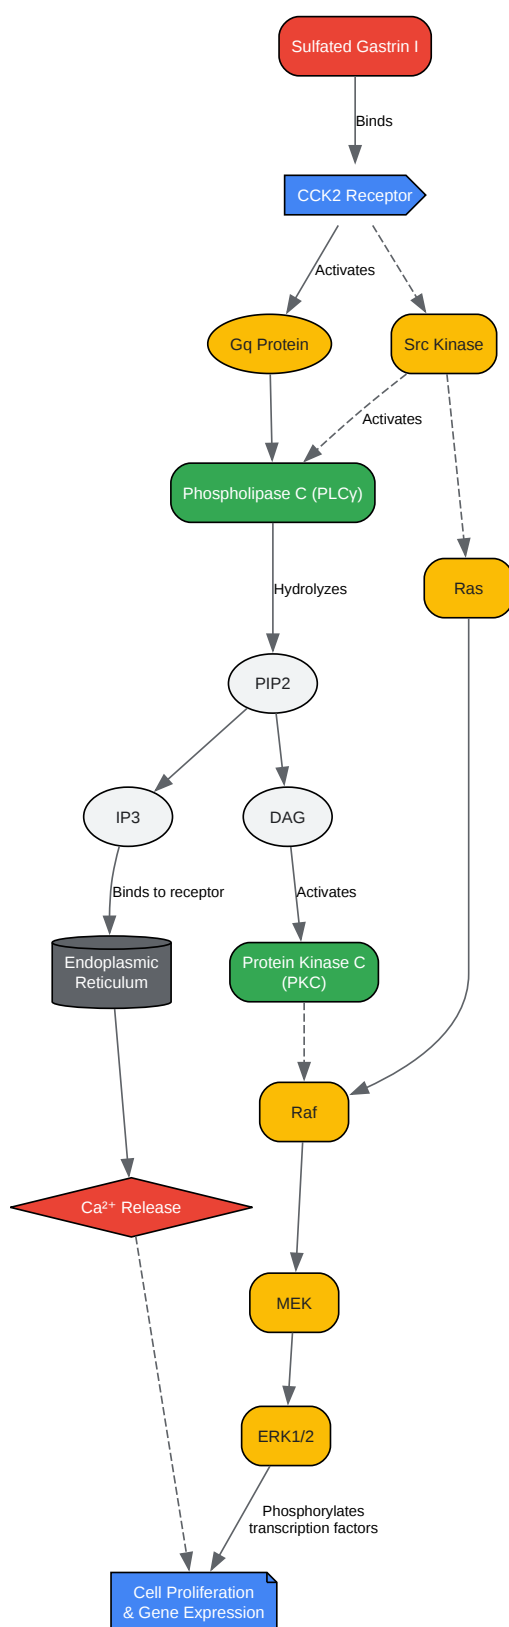 Sulfated Gastrin I
Binds
CCK2 Receptor
Activates
Gq Protein
Src Kinase
Activates
Phospholipase C (PLCγ)
Ras
Hydrolyzes
PIP2
IP3
DAG
Binds to receptor
Activates
Endoplasmic
Reticulum
Protein Kinase C
(PKC)
Raf
Ca²⁺ Release
MEK
ERK1/2
Phosphorylates
transcription factors
Cell Proliferation
& Gene Expression